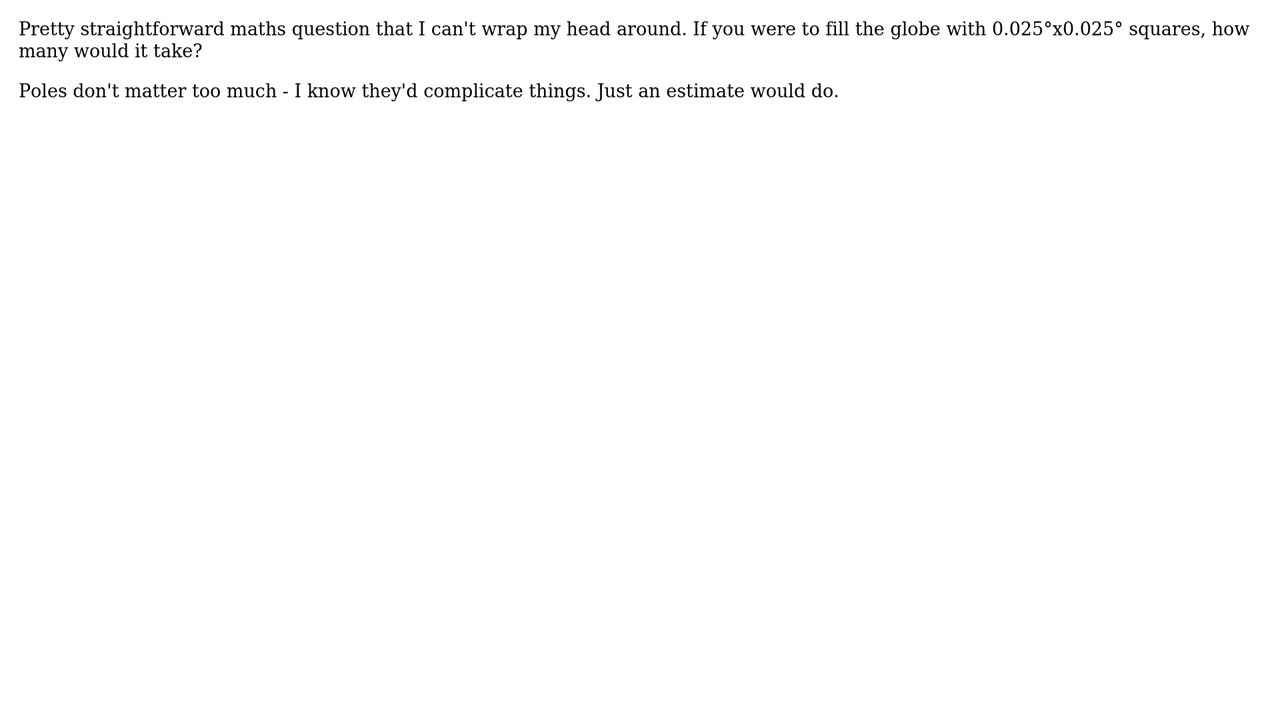 Pretty straightforward maths question that I can't wrap my head around. If you were to fill the globe with 0.025°x0.025° squares, how
many would it take?
Poles don't matter too much - I know they'd complicate things. Just an estimate would do.